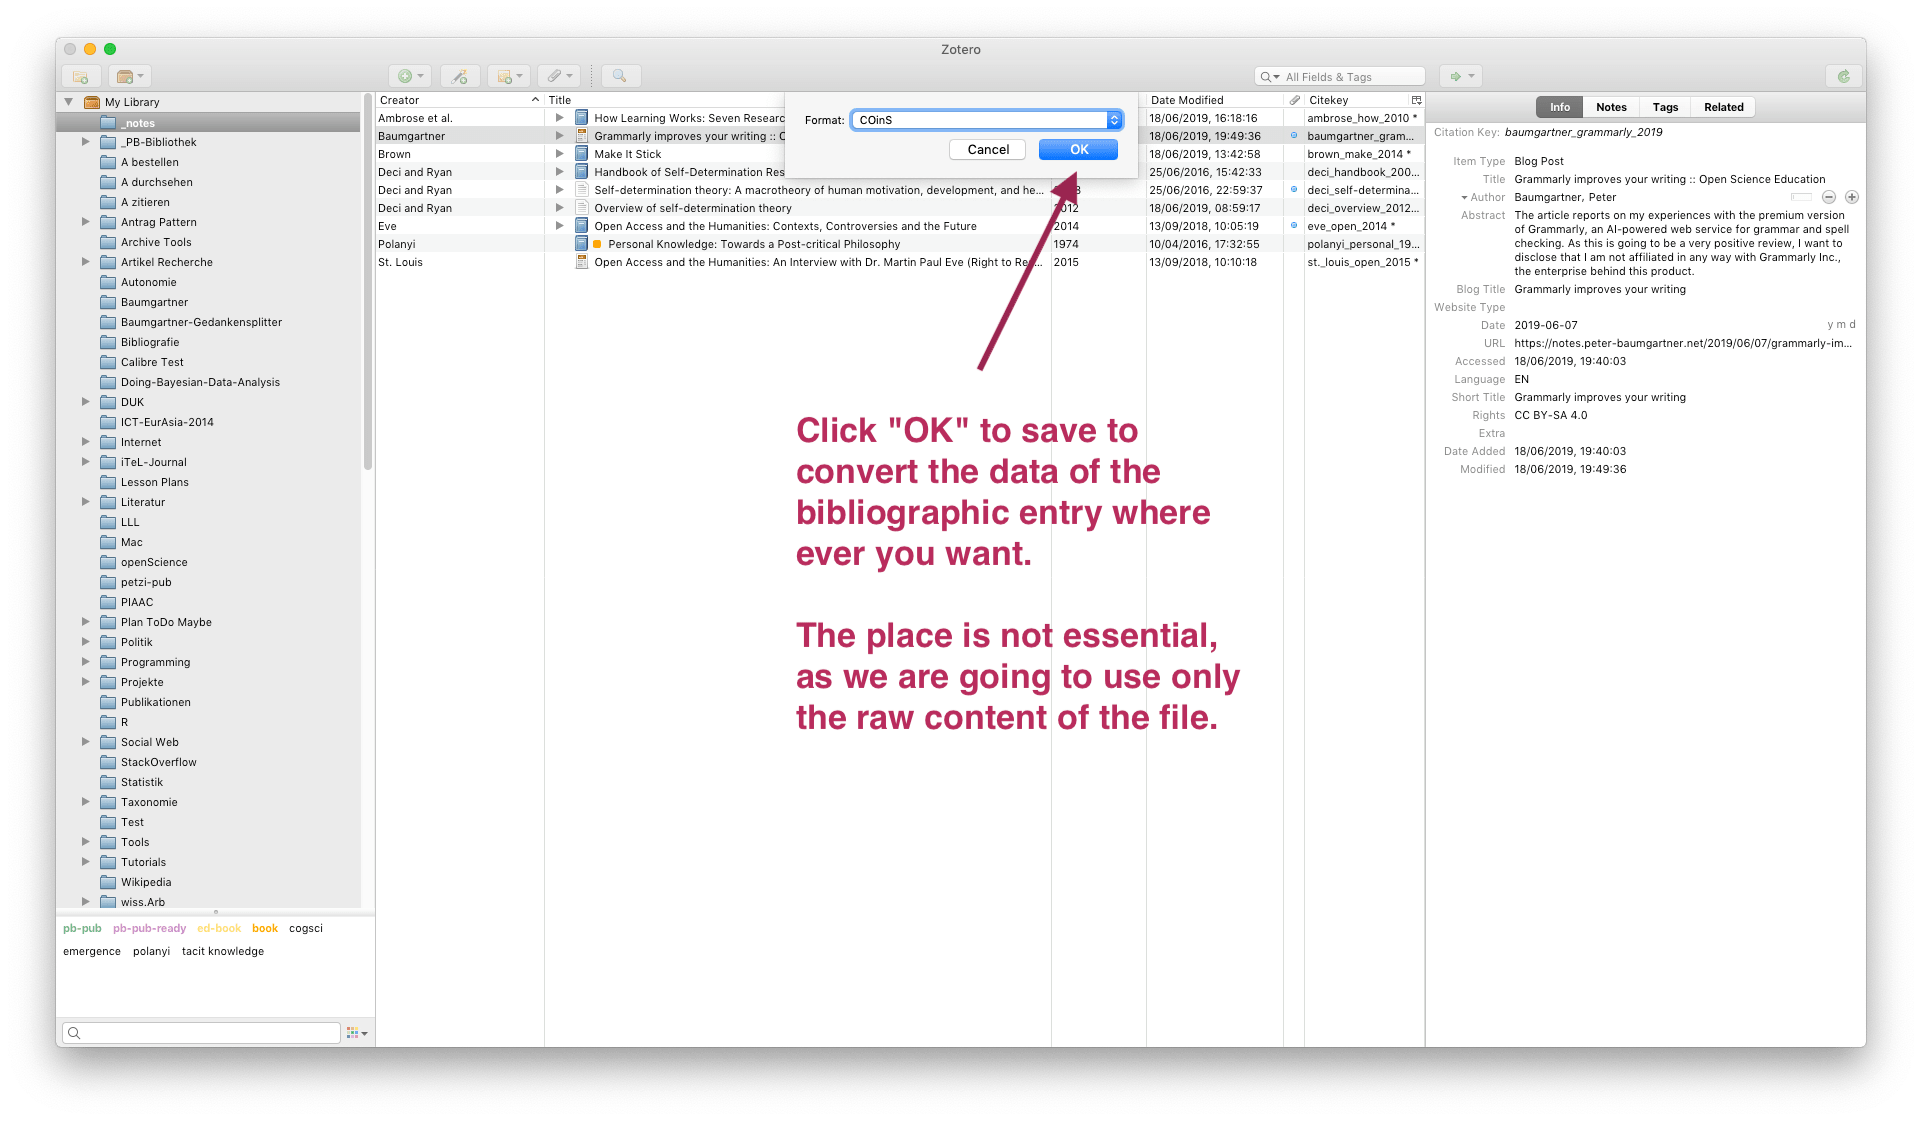 Zotero
All Fields & Tags
My Library
_notes
_PB-Bibliothek
A bestellen
A durchsehen
A zitieren
Antrag Pattern
Archive Tools
Artikel Recherche
Autonomie
Baumgartner
Baumgartner-Gedankensplitter
Bibliografie
Calibre Test
Doing-Bayesian-Data-Analysis
DUK
ICT-EurAsia-2014
Internet
iTeL-Journal
Lesson Plans
Literatur
LLL
Mac
openScience
petzi-pub
PIAAC
Plan ToDo Maybe
Politik
Programming
Projekte
Publikationen
R
Social Web
StackOverflow
Statistik
Taxonomie
Test
Tools
Tutorials
Wikipedia
wiss.Arb
pb-pub pb-pub-ready ed-book book cogsci
emergence polanyi tacit knowledge
Creator Title Date Modified Citekey
Ambrose et al. How Learning Works: Seven Researc 18/06/2019, 16:18:16 ambrose_how_2010 *
Baumgartner Grammarly improves your writing :: 18/06/2019, 19:49:36 baumgartner_gram...
Brown Make It Stick 18/06/2019, 13:42:58 brown_make_2014 *
Deci and Ryan Handbook of Self-Determination Res 25/06/2016, 15:42:33 deci_handbook_200...
Deci and Ryan Self-determination theory: A macrotheory of human motivation, development, and he... 25/06/2016, 22:59:37 deci_self-determina...
Deci and Ryan Overview of self-determination theory 2012 18/06/2019, 08:59:17 deci_overview_2012...
Eve Open Access and the Humanities: Contexts, Controversies and the Future 2014 13/09/2018, 10:05:19 eve_open_2014 *
Polanyi Personal Knowledge: Towards a Post-critical Philosophy 1974 10/04/2016, 17:32:55 polanyi_personal_19...
St. Louis Open Access and the Humanities: An Interview with Dr. Martin Paul Eve (Right to Re... 2015 13/09/2018, 10:10:18 st._louis_open_2015 *
Format: COinS
Cancel OK
Click "OK" to save to
convert the data of the
bibliographic entry where
ever you want.
The place is not essential,
as we are going to use only
the raw content of the file.
Info Notes Tags Related
Citation Key: baumgartner_grammarly_2019
Item Type Blog Post
Title Grammarly improves your writing :: Open Science Education
Author Baumgartner, Peter
Abstract The article reports on my experiences with the premium version
of Grammarly, an AI-powered web service for grammar and spell
checking. As this is going to be a very positive review, I want to
disclose that I am not affiliated in any way with Grammarly Inc.,
the enterprise behind this product.
Blog Title Grammarly improves your writing
Website Type
Date 2019-06-07 y m d
URL https://notes.peter-baumgartner.net/2019/06/07/grammarly-im...
Accessed 18/06/2019, 19:40:03
Language EN
Short Title Grammarly improves your writing
Rights CC BY-SA 4.0
Extra
Date Added 18/06/2019, 19:40:03
Modified 18/06/2019, 19:49:36